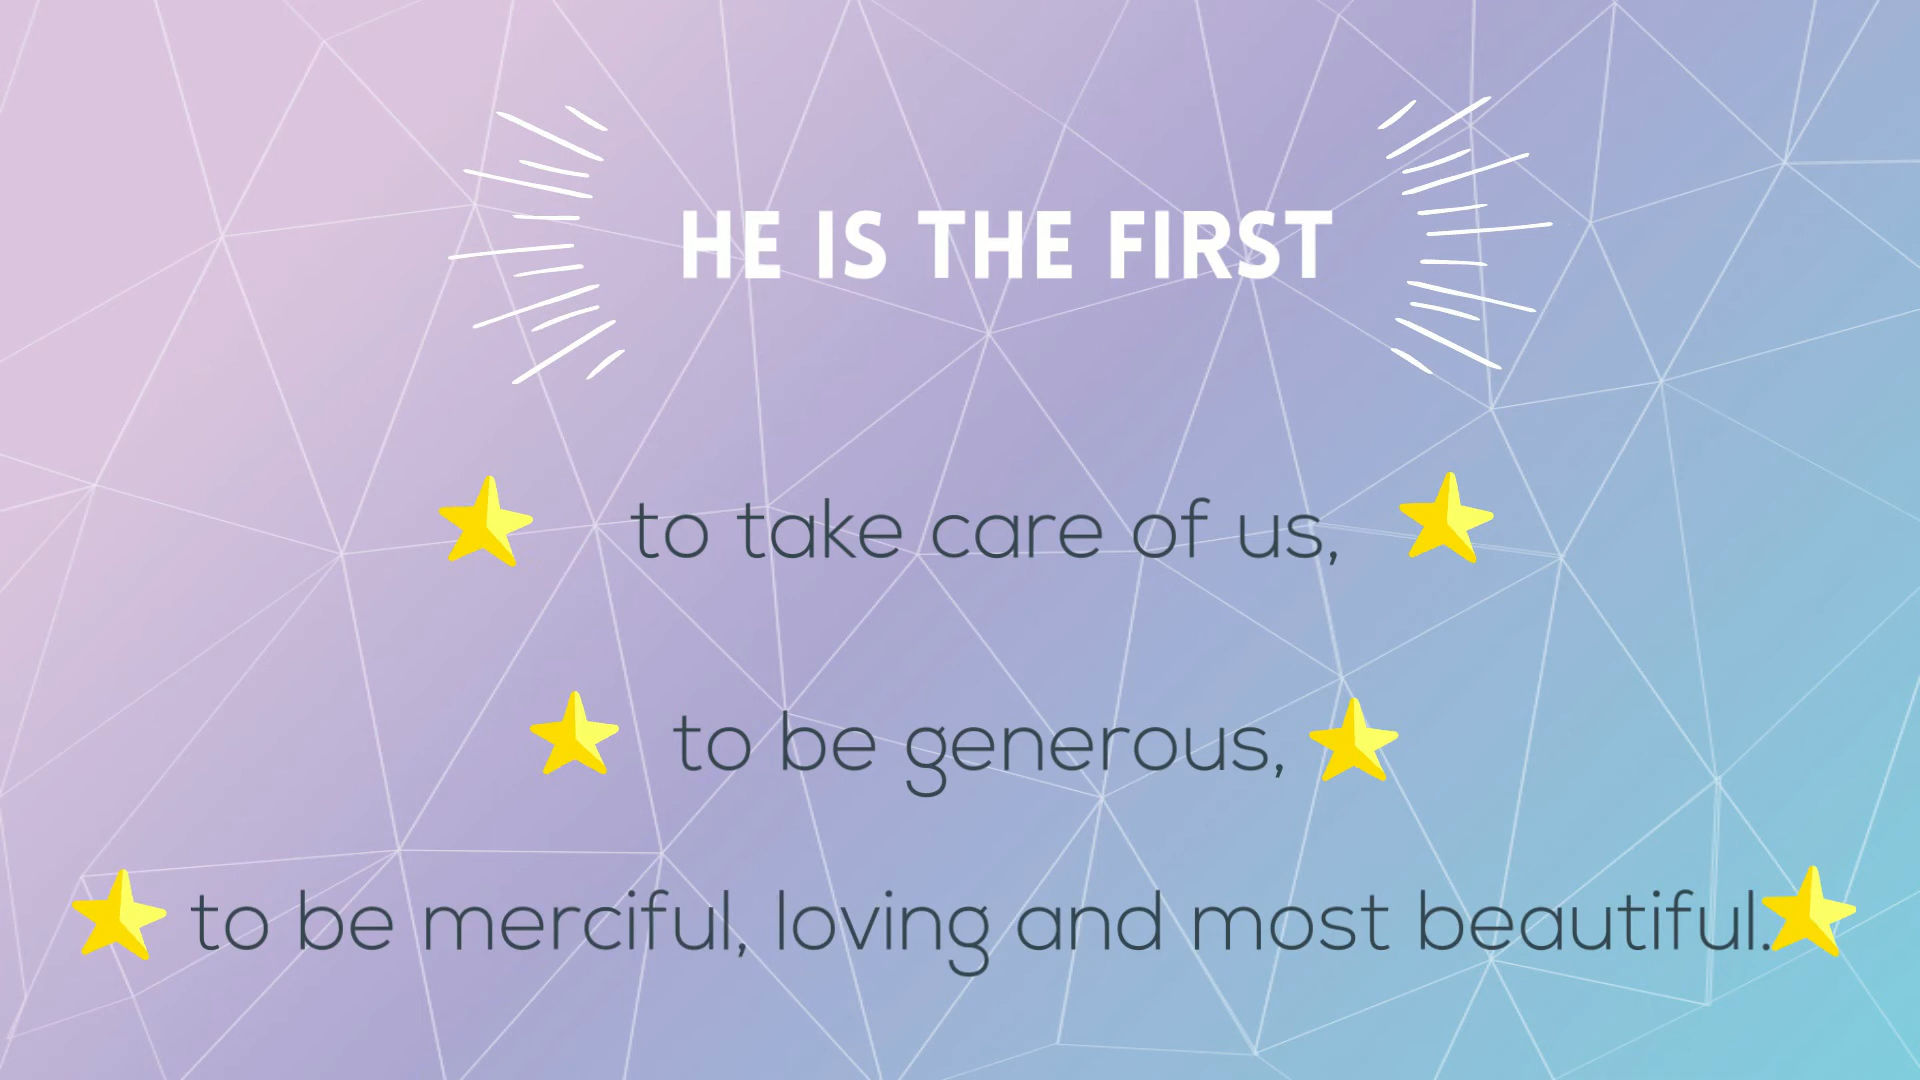 HE IS THE FIRST
to take care of us,
to be generous,
to be merciful, loving and most beautiful.